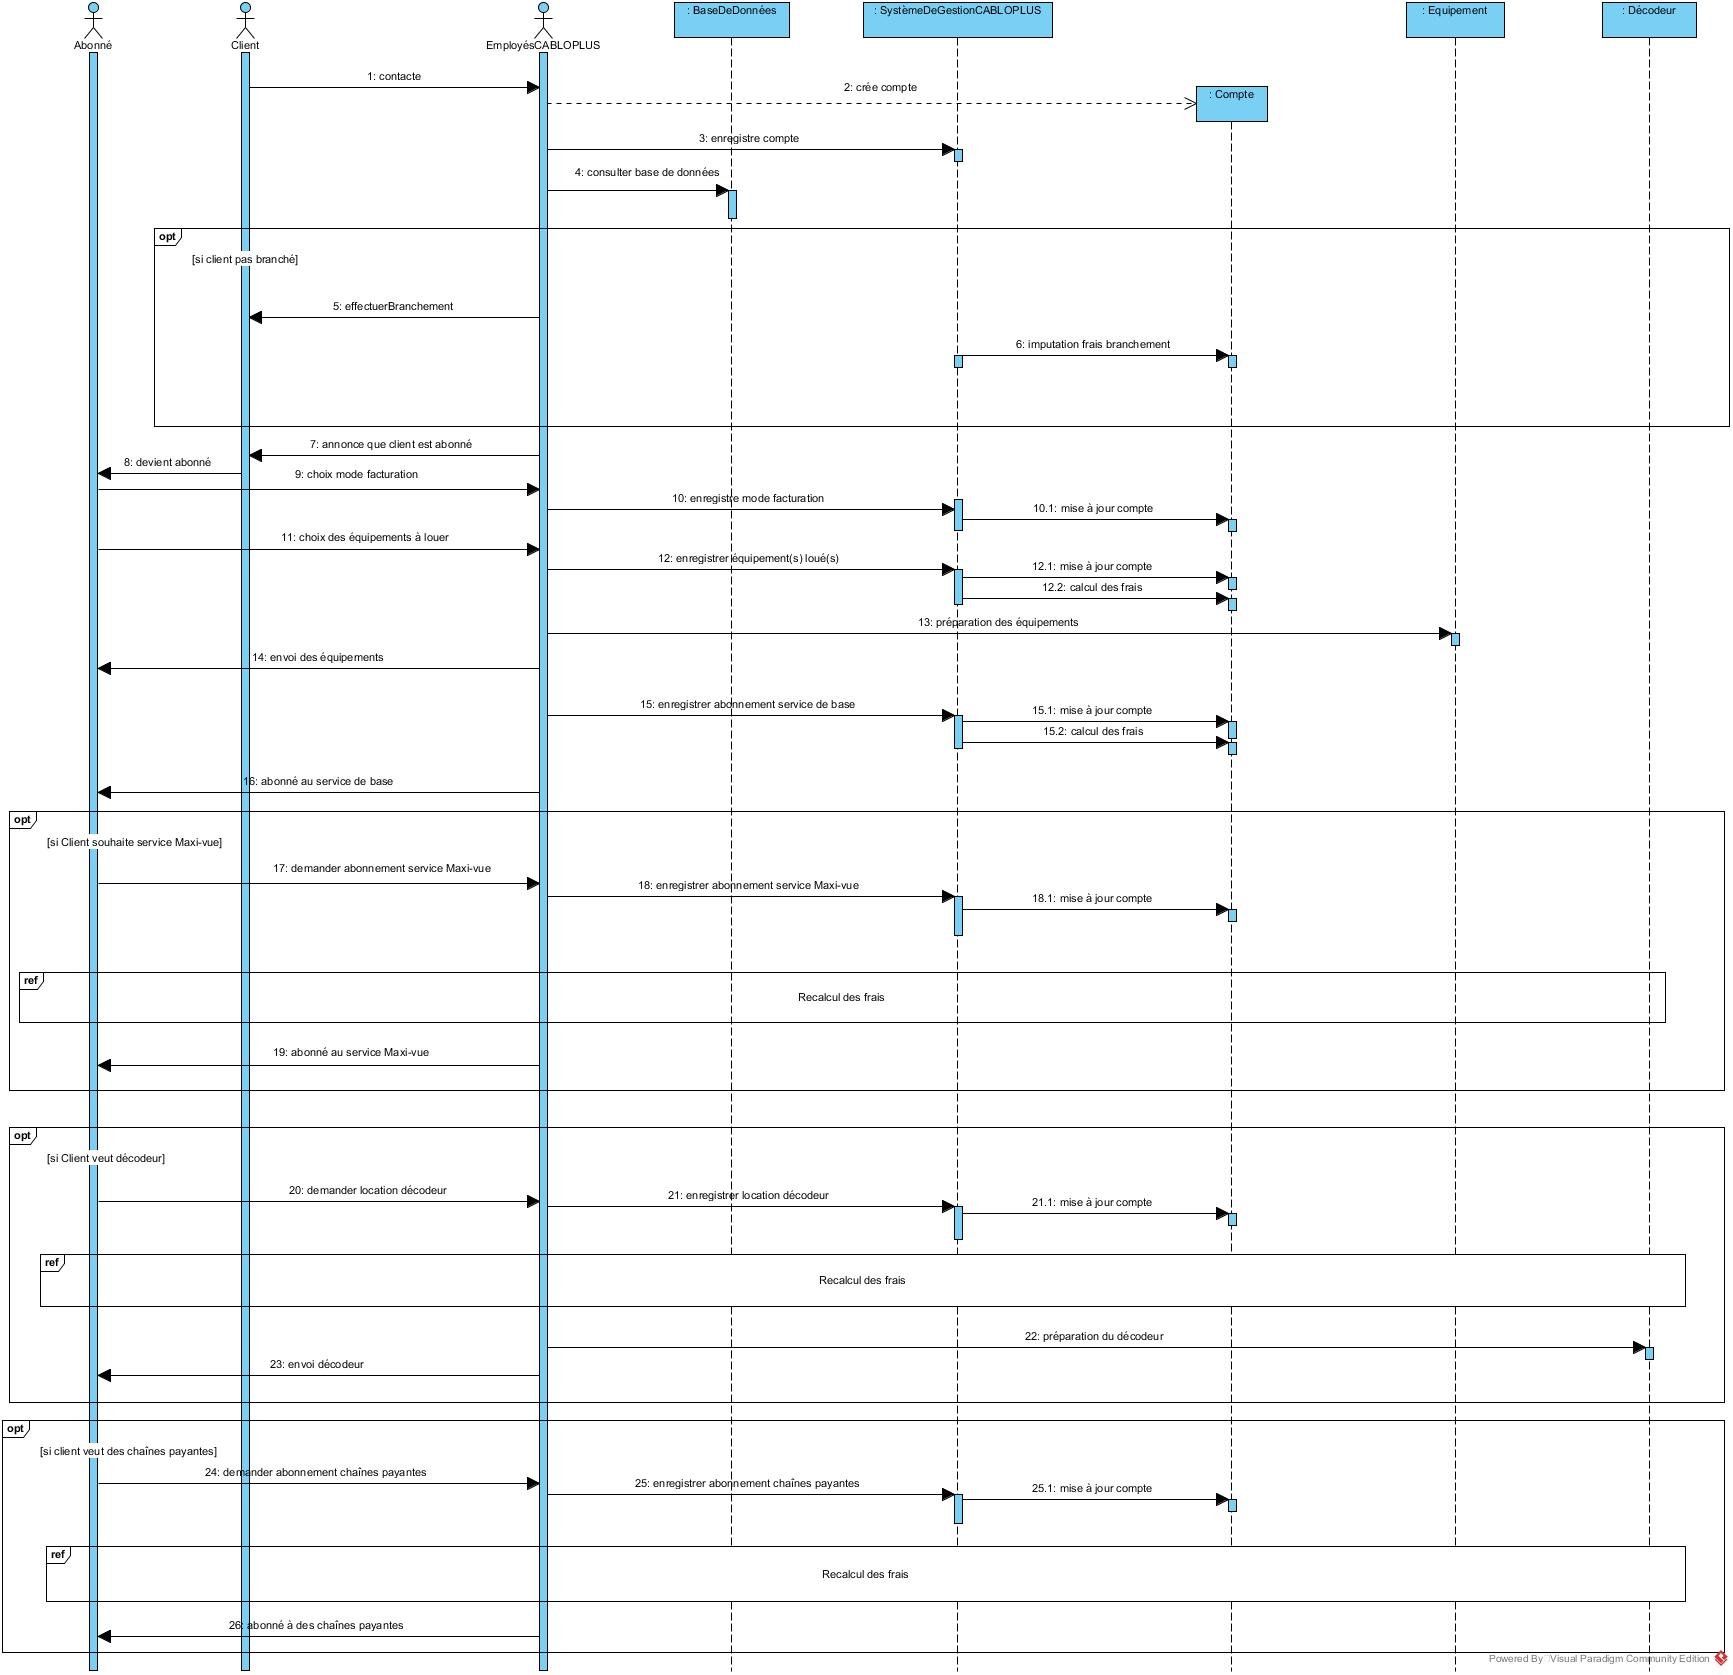 : BaseDeDonnées
: SystèmeDeGestionCABLOPLUS
: Equipement
: Décodeur
Abonné
Client
EmployésCABLOPLUS
1: contacte
2: crée compte
: Compte
3: enregistre compte
4: consulter base de données
opt
[si client pas branché]
5: effectuerBranchement
6: imputation frais branchement
7: annonce que client est abonné
8: devient abonné
9: choix mode facturation
10: enregistre mode facturation
10.1: mise à jour compte
11: choix des équipements à louer
12: enregistrer équipement(s) loué(s)
12.1: mise à jour compte
12.2: calcul des frais
13: préparation des équipements
14: envoi des équipements
15: enregistrer abonnement service de base
15.1: mise à jour compte
15.2: calcul des frais
16: abonné au service de base
opt
[si Client souhaite service Maxi-vue]
17: demander abonnement service Maxi-vue
18: enregistrer abonnement service Maxi-vue
18.1: mise à jour compte
ref
Recalcul des frais
19: abonné au service Maxi-vue
opt
[si Client veut décodeur]
20: demander location décodeur
21: enregistrer location décodeur
21.1: mise à jour compte
ref
Recalcul des frais
22: préparation du décodeur
23: envoi décodeur
opt
[si client veut des chaînes payantes]
24: demander abonnement chaînes payantes
25: enregistrer abonnement chaînes payantes
25.1: mise à jour compte
ref
Recalcul des frais
26: abonné à des chaînes payantes
Powered By Visual Paradigm Community Edition